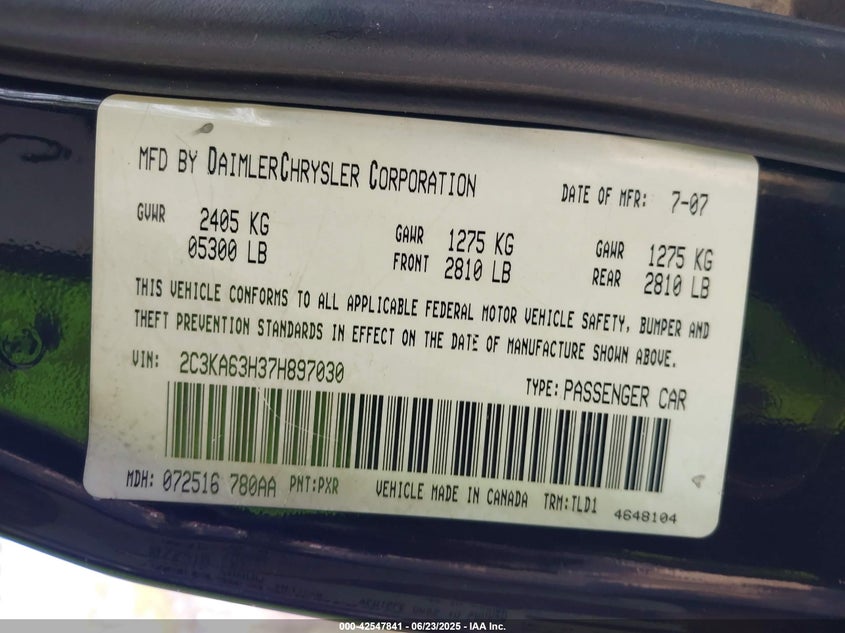 MFD BY DAIMLERCHRYSLER CORPORATION DATE OF MFR: 7-07
GVWR 2405 KG GAWR 1275 KG GAWR 1275 KG
05300 LB FRONT 2810 LB REAR 2810 LB
THIS VEHICLE CONFORMS TO ALL APPLICABLE FEDERAL MOTOR VEHICLE SAFETY, BUMPER AND
THEFT PREVENTION STANDARDS IN EFFECT ON THE DATE OF MANUFACTURE SHOWN ABOVE.
VIN: 2C3KA63H37H897030 TYPE: PASSENGER CAR
MDH: 072516 780AA PNT:PXR VEHICLE MADE IN CANADA TRM:TLD1 4648104
000-42547841 - 06/23/2025 - IAA Inc.